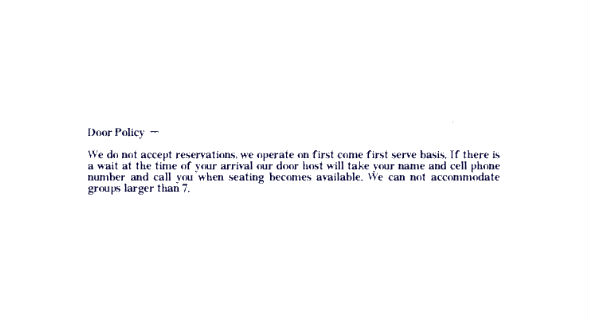 Door Policy —
We do not accept reservations, we operate on first come first serve basis. If there is
a wait at the time of your arrival our door host will take your name and cell phone
number and call you when seating becomes available. We can not accommodate
groups larger than 7.